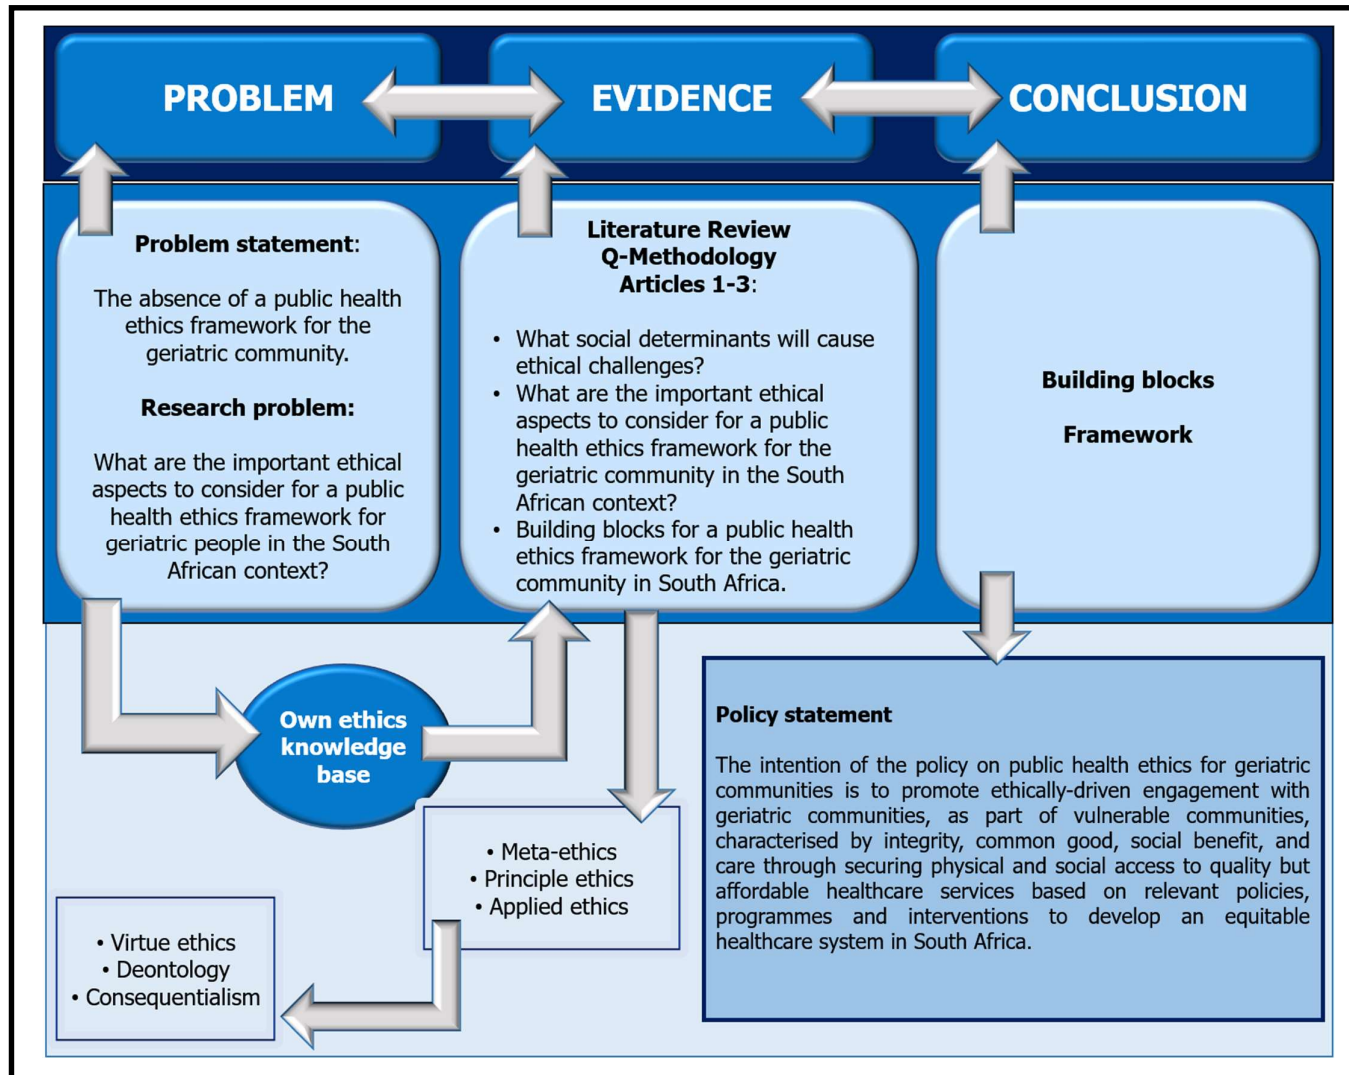 PROBLEM
EVIDENCE
CONCLUSION
Problem statement:
The absence of a public health
ethics framework for the
geriatric community.
Research problem:
What are the important ethical
aspects to consider for a public
health ethics framework for
geriatric people in the South
African context?
Literature Review
Q-Methodology
Articles 1-3:
• What social determinants will cause
ethical challenges?
• What are the important ethical
aspects to consider for a public
health ethics framework for the
geriatric community in the South
African context?
• Building blocks for a public health
ethics framework for the geriatric
community in South Africa.
Building blocks
Framework
Own ethics
knowledge
base
• Meta-ethics
• Principle ethics
• Applied ethics
• Virtue ethics
• Deontology
• Consequentialism
Policy statement
The intention of the policy on public health ethics for geriatric
communities is to promote ethically-driven engagement with
geriatric communities, as part of vulnerable communities,
characterised by integrity, common good, social benefit, and
care through securing physical and social access to quality but
affordable healthcare services based on relevant policies,
programmes and interventions to develop an equitable
healthcare system in South Africa.